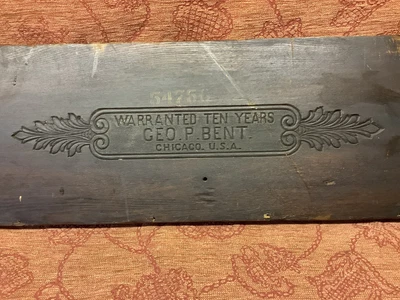 WARRANTED TEN YEARS
GEO. P. BENT.
CHICAGO, U.S.A.